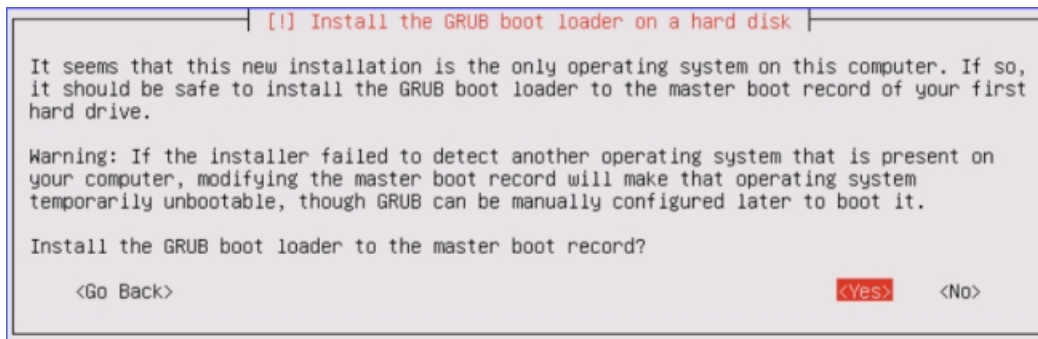 [!] Install the GRUB boot loader on a hard disk
It seems that this new installation is the only operating system on this computer. If so,
it should be safe to install the GRUB boot loader to the master boot record of your first
hard drive.
Warning: If the installer failed to detect another operating system that is present on
your computer, modifying the master boot record will make that operating system
temporarily unbootable, though GRUB can be manually configured later to boot it.
Install the GRUB boot loader to the master boot record?
<Go Back> <Yes> <No>